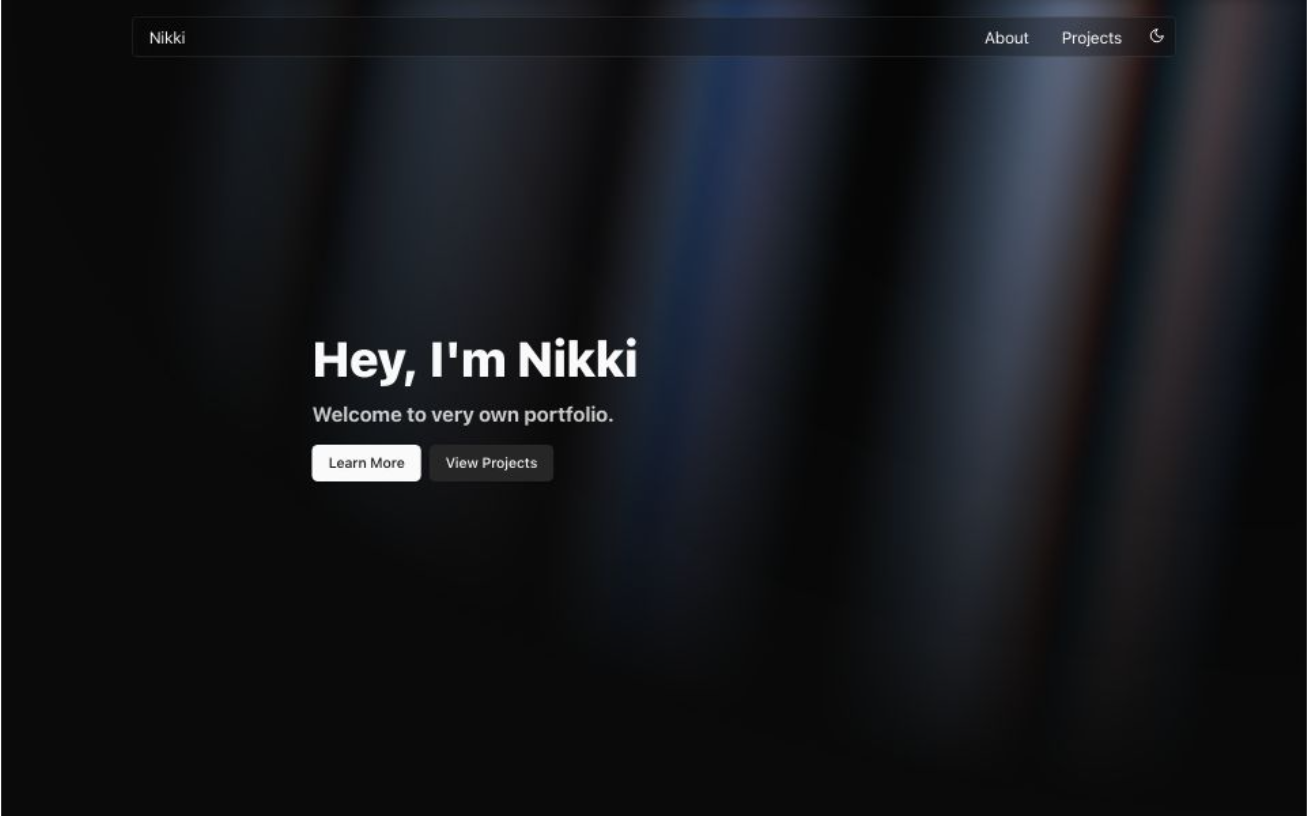 Nikki About Projects
Hey, I'm Nikki
Welcome to very own portfolio.
Learn More View Projects